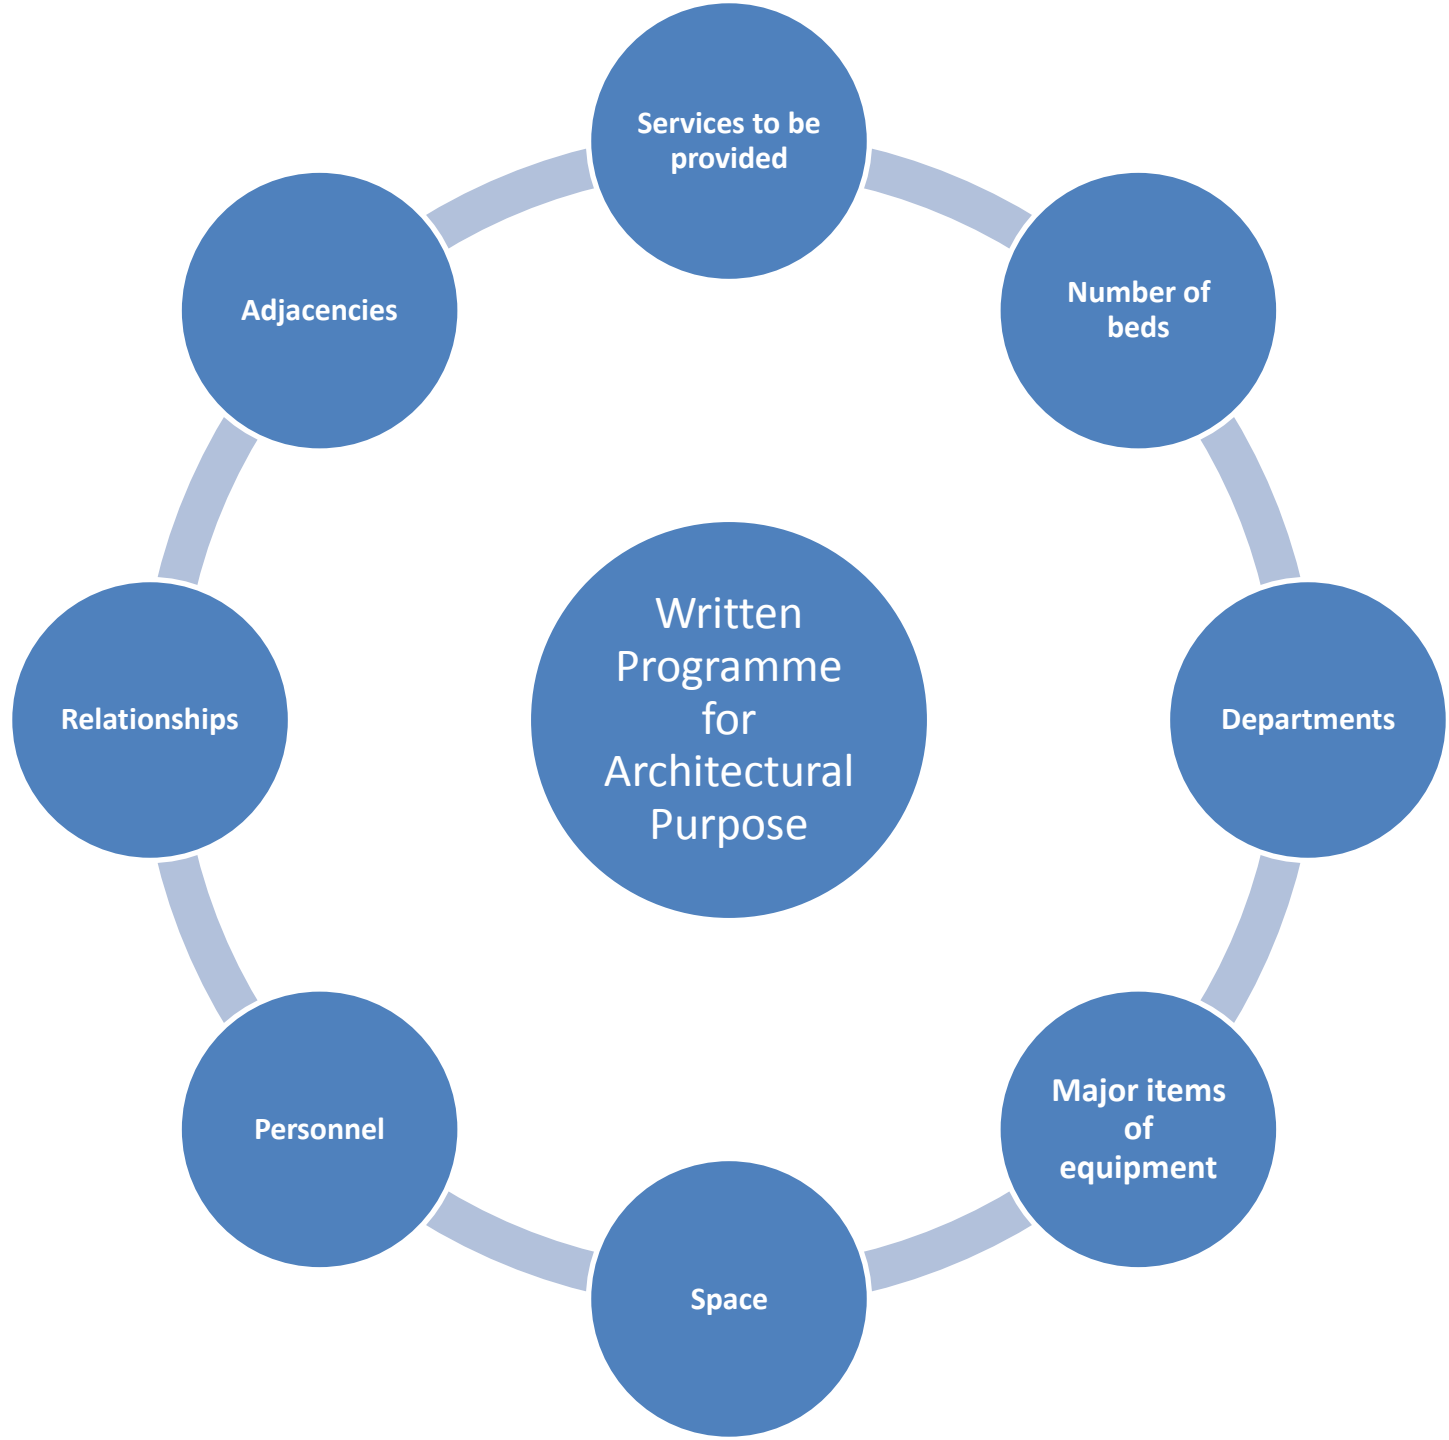 Services to be
provided
Number of
beds
Departments
Major items
of
equipment
Space
Personnel
Relationships
Adjacencies
Written
Programme
for
Architectural
Purpose